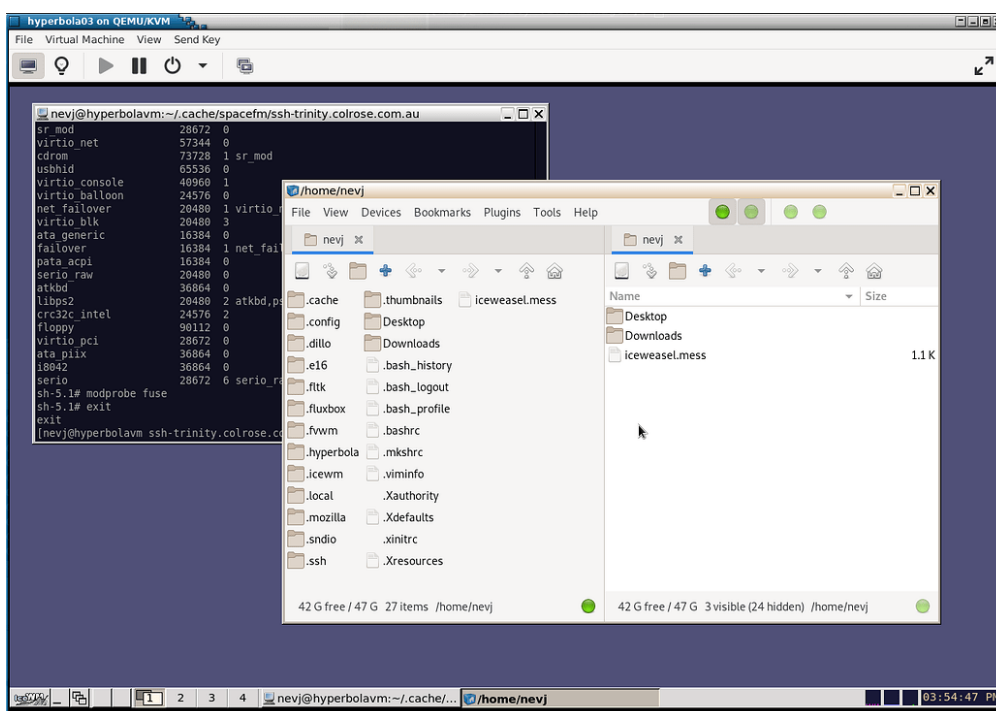 hyperbola03 on QEMU/KVM
File Virtual Machine View Send Key
nevj@hyperbolavm:~/.cache/spacefm/ssh-trinity.colrose.com.au
sr_mod 28672 0
virtio_net 57344 0
cdrom 73728 1 sr_mod
usbhid 65536 0
virtio_console 40960 1
virtio_balloon 24576 0
net_failover 20480 1 virtio_
virtio_blk 20480 3
ata_generic 16384 0
failover 16384 1 net_fail
pata_acpi 16384 0
serio_raw 20480 0
atkbd 36864 0
libps2 20480 2 atkbd,ps
crc32c_intel 24576 2
floppy 90112 0
virtio_pci 28672 0
ata_piix 36864 0
i8042 36864 0
serio 28672 6 serio_ra
sh-5.1# modprobe fuse
sh-5.1# exit
exit
[nevj@hyperbolavm ssh-trinity.colrose.co
/home/nevj
File View Devices Bookmarks Plugins Tools Help
nevj
.cache
.config
.dillo
.e16
.fltk
.fluxbox
.fvwm
.hyperbola
.icewm
.local
.mozilla
.sndio
.ssh
.thumbnails
Desktop
Downloads
.bash_history
.bash_logout
.bash_profile
.bashrc
.mkshrc
.viminfo
.Xauthority
.Xdefaults
.xinitrc
.Xresources
iceweasel.mess
42 G free / 47 G 27 items /home/nevj
nevj
Name Size
Desktop
Downloads
iceweasel.mess 1.1 K
42 G free / 47 G 3 visible (24 hidden) /home/nevj
1 2 3 4 nevj@hyperbolavm:~/.cache/... /home/nevj 03:54:47 PM